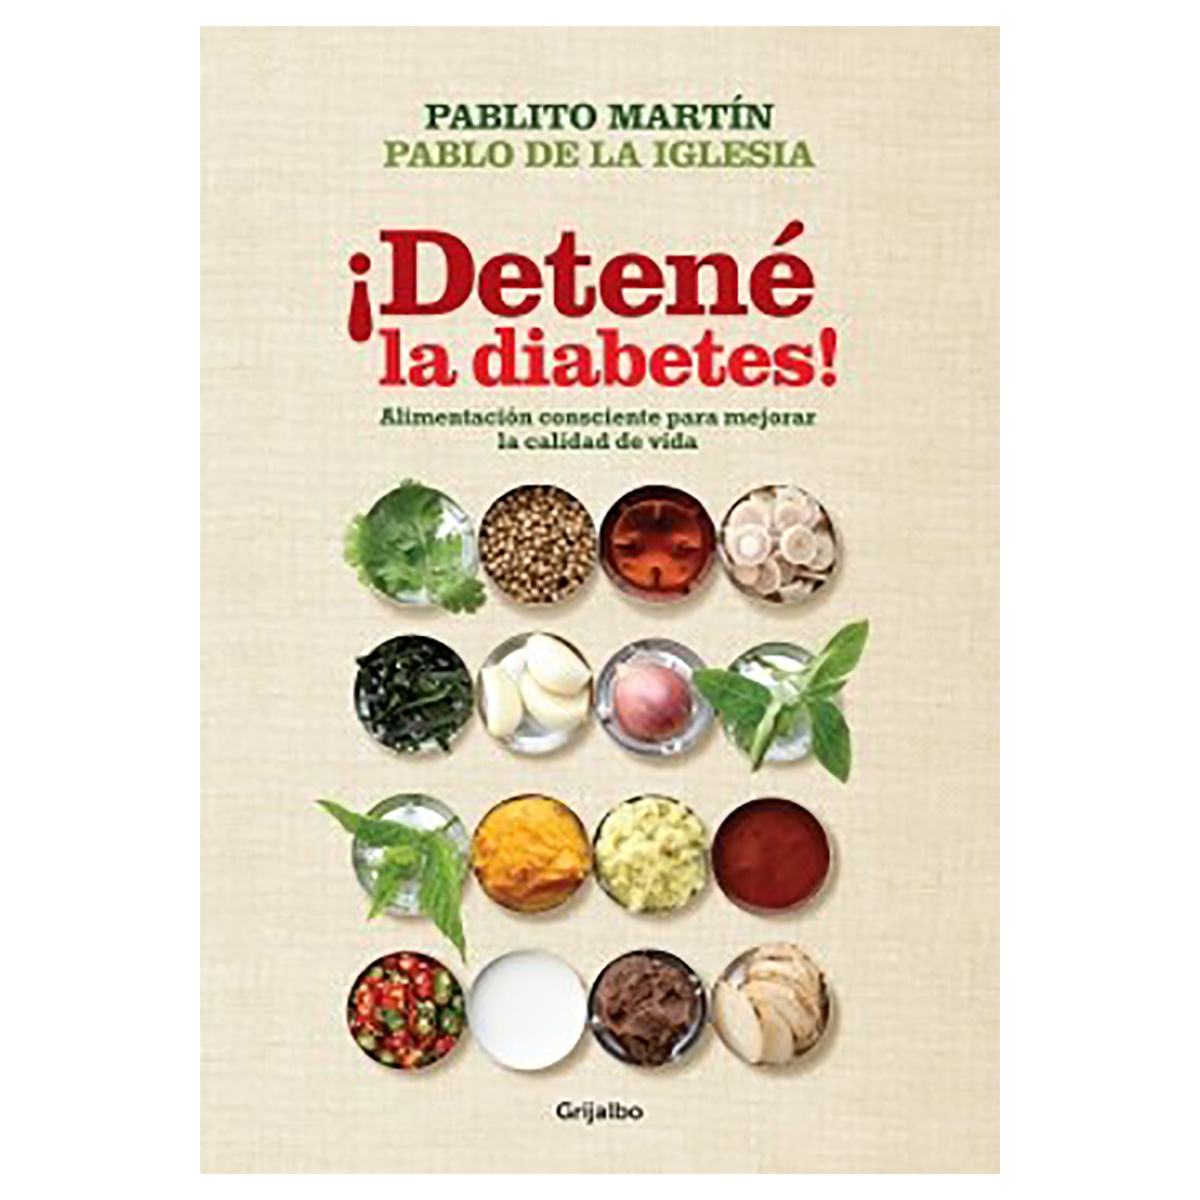 PABLITO MARTÍN
PABLO DE LA IGLESIA
¡Detené
la diabetes!
Alimentación consciente para mejorar
la calidad de vida
Grijalbo